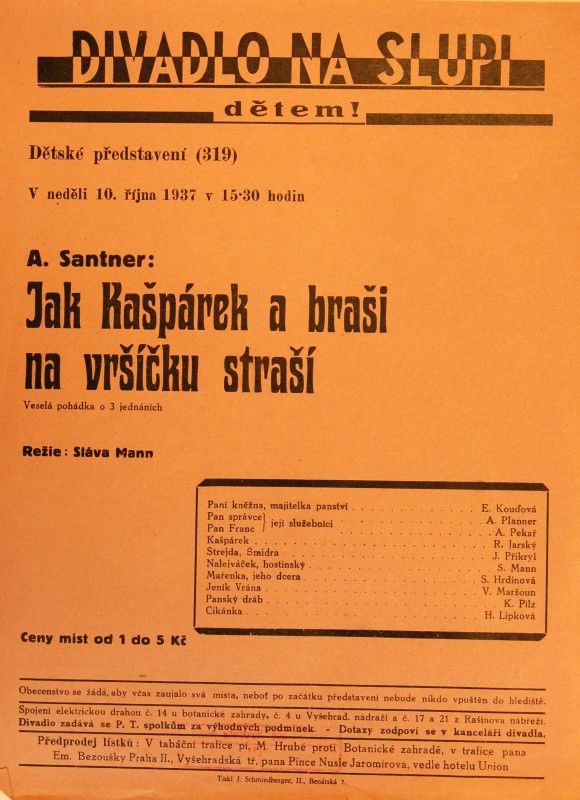 DIVADLO NA SLUPI
dětem!
Dětské představení (319)
V neděli 10. října 1937 v 15·30 hodin
A. Santner:
Jak Kašpárek a braši
na vršíčku straší
Veselá pohádka o 3 jednáních
Režie: Sláva Mann
Paní kněžna, majitelka panství . . . . . . . . . . E. Kouďová
Pan správce } její služebníci . . . . . . . . . . A. Pfanner
Pan Franc . . . . . . . . . . A. Pekař
Kašpárek . . . . . . . . . . R. Jarský
Strejda, Šmidra . . . . . . . . . . J. Přikryl
Nalejváček, hostinský . . . . . . . . . . S. Mann
Mařenka, jeho dcera . . . . . . . . . . S. Hrdinová
Jeník Vrána . . . . . . . . . . V. Maršoun
Panský dráb . . . . . . . . . . K. Pilz
Cikánka . . . . . . . . . . H. Lipková
Ceny míst od 1 do 5 Kč
Obecenstvo se žádá, aby včas zaujalo svá místa, neboť po začátku představení nebude nikdo vpuštěn do hlediště.
Spojení elektrickou drahou č. 14 u botanické zahrady, č. 4 u Vyšehrad. nádraží a č. 17 a 21 z Rašínova nábřeží.
Divadlo zadává se P. T. spolkům za výhodných podmínek. - Dotazy zodpoví se v kanceláři divadla.
Předprodej lístků: V tabáční trafice pí. M. Hrubé proti Botanické zahradě, v trafice pana
Em. Bezoušky Praha II., Vyšehradská tř. pana Pince Nusle Jaromírova, vedle hotelu Union
Tiskl J. Schmiedberger, II., Benátská 7.